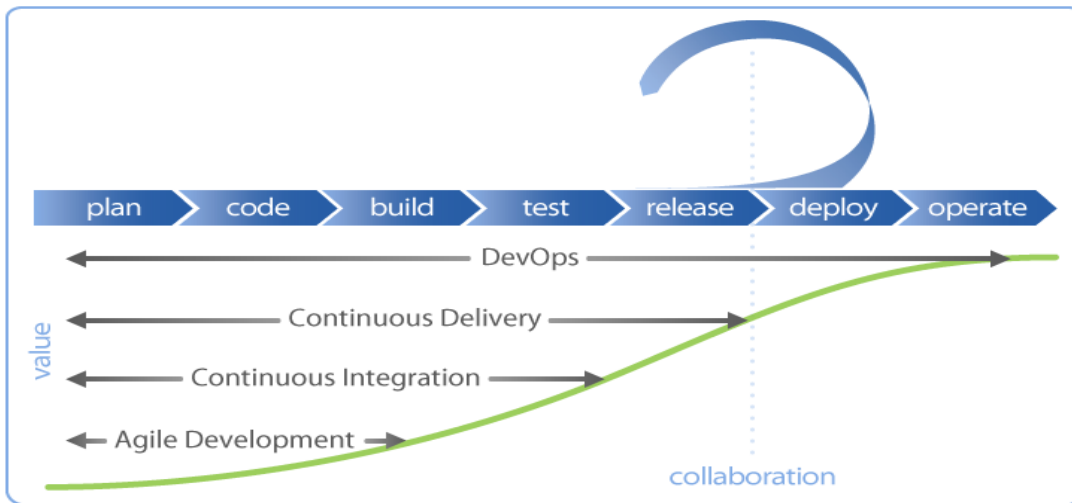 plan code build test release deploy operate
DevOps
Continuous Delivery
value
Continuous Integration
Agile Development
collaboration